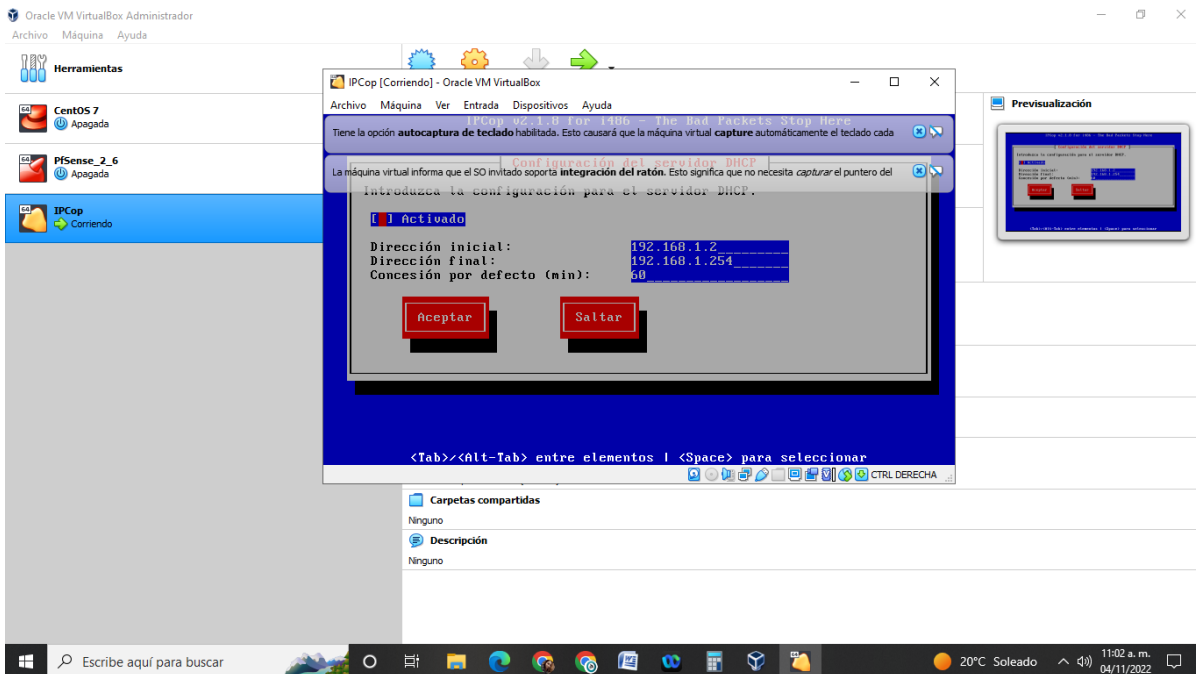 Oracle VM VirtualBox Administrador
Archivo Máquina Ayuda
Herramientas
64
CentOS 7
Apagada
64
PfSense_2_6
Apagada
64
IPCop
Corriendo
IPCop [Corriendo] - Oracle VM VirtualBox
Archivo Máquina Ver Entrada Dispositivos Ayuda
IPCop v2.1.8 for i486 - The Bad Packets Stop Here
Tiene la opción autocaptura de teclado habilitada. Esto causará que la máquina virtual capture automáticamente el teclado cada
Configuración del servidor DHCP
La máquina virtual informa que el SO invitado soporta integración del ratón. Esto significa que no necesita capturar el puntero del
Introduzca la configuración para el servidor DHCP.
[ ] Activado
Dirección inicial: 192.168.1.2
Dirección final: 192.168.1.254
Concesión por defecto (min): 60
Aceptar Saltar
<Tab>/<Alt-Tab> entre elementos | <Space> para seleccionar
CTRL DERECHA
Previsualización
Carpetas compartidas
Ninguno
Descripción
Ninguno
Escribe aquí para buscar
20°C Soleado
11:02 a. m.
04/11/2022